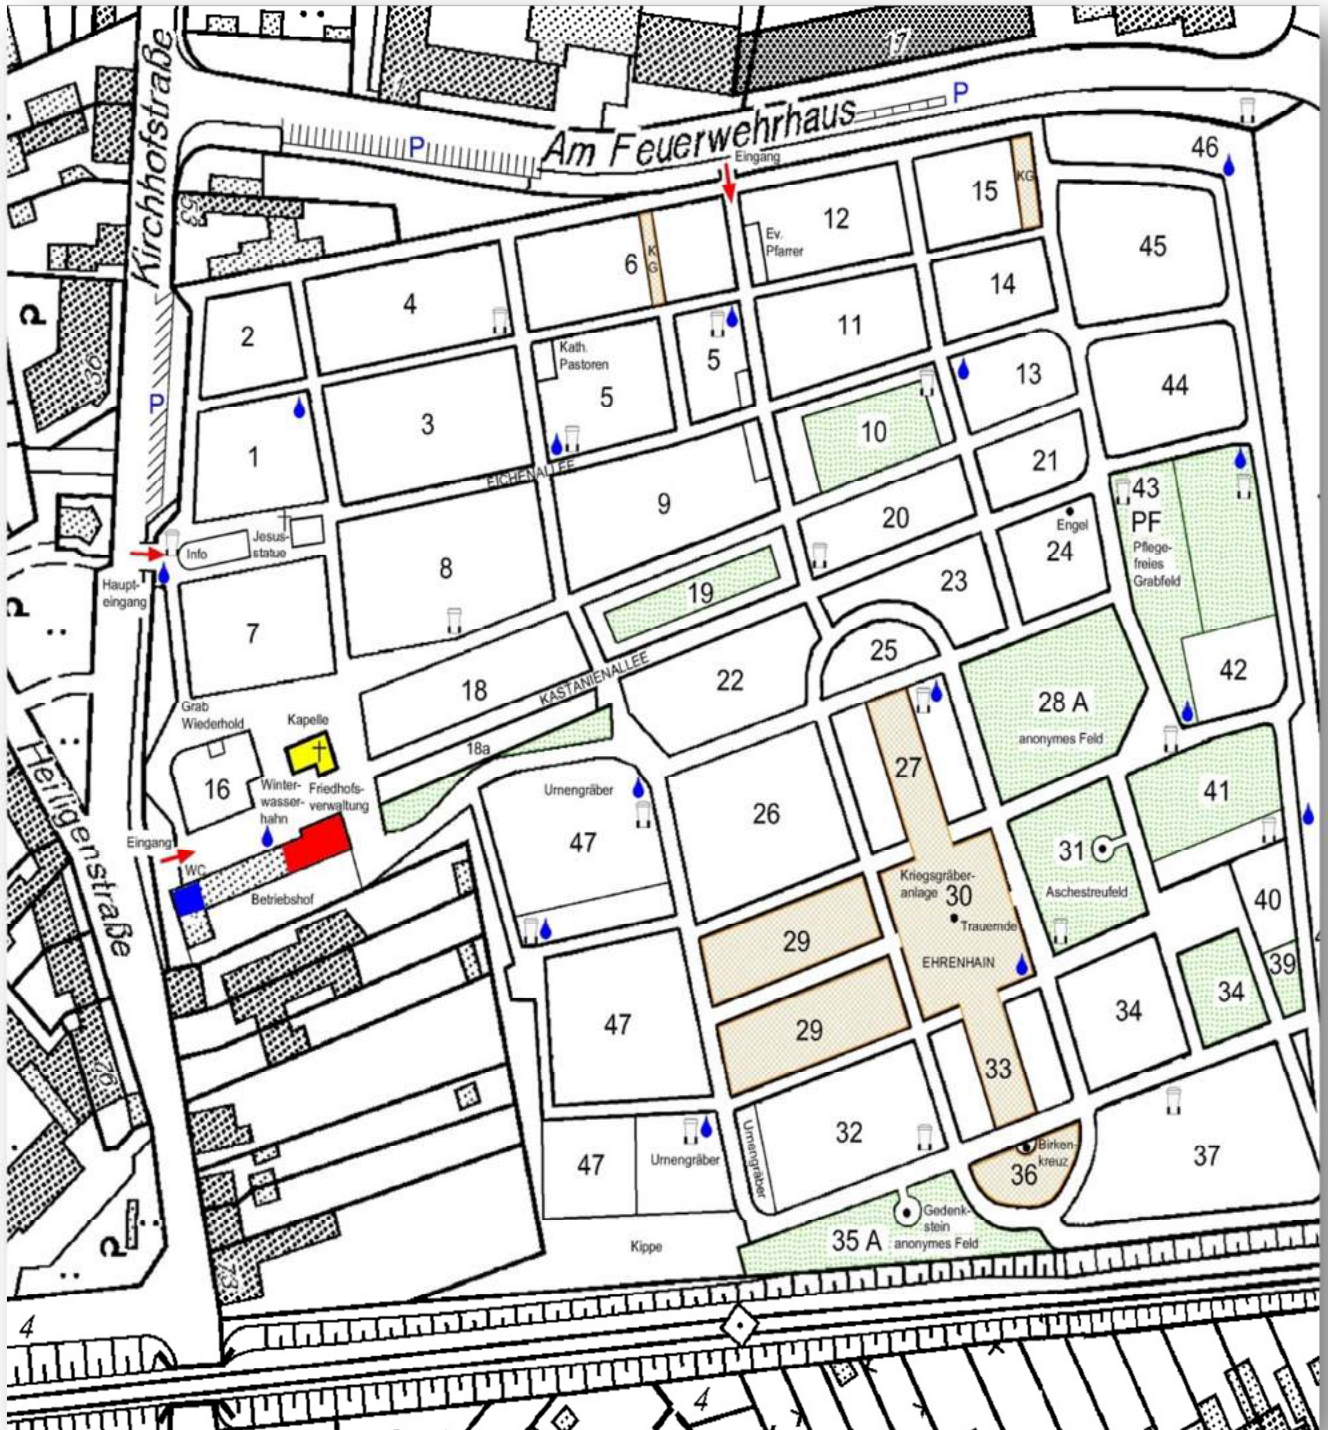 Kirchhofstraße
17
1
P
P
Am Feuerwehrhaus
Eingang
46
53
KG
15
12
Ev.
Pfarrer
45
6
K
G
4
14
2
11
Kath.
Pastoren
5
5
13
44
36
P
3
10
1
21
EICHENALLEE
9
20
43
PF
Pflege-
freies
Grabfeld
Engel
24
Jesus-
statue
Info
Haupt-
eingang
8
23
19
7
25
42
22
18
KASTANIENALLEE
28 A
anonymes Feld
Grab
Wiederhold
Kapelle
18a
27
16
Winter-
wasser-
hahn
Friedhofs-
verwaltung
Urnengräber
41
26
Heiligenstraße
Eingang
47
31
WC
Betriebshof
Kriegsgräber-
anlage
30
Aschestreufeld
40
Trauernde
29
EHRENHAIN
39
34
34
47
29
76
33
32
Birken-
kreuz
37
47
Urnengräber
Urnengräber
36
Gedenk-
stein
35 A
anonymes Feld
Kippe
73
4
4